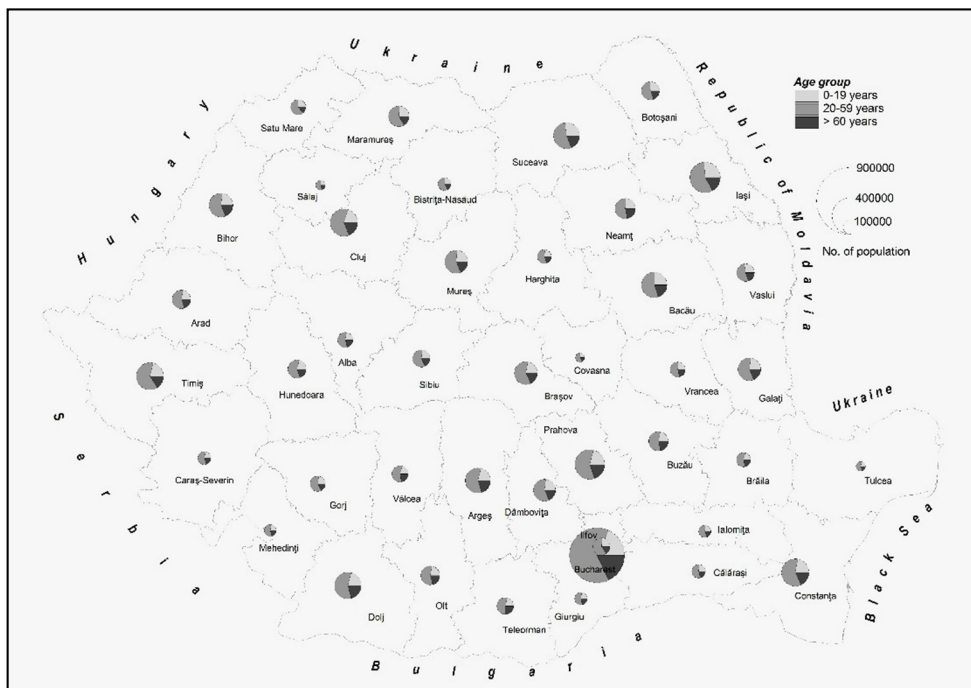 Ukraine
Hungary
Republic of Moldavia
Age group
0-19 years
20-59 years
> 60 years
900000
400000
100000
No. of population
Satu Mare
Maramureş
Suceava
Botoşani
Iaşi
Sălaj
Bistriţa-Nasaud
Neamţ
Bihor
Cluj
Mureş
Harghiţa
Bacău
Vaslui
Arad
Alba
Covasna
Timiş
Hunedoara
Sibiu
Braşov
Vrancea
Galaţi
Ukraine
Serbia
Prahova
Caraş-Severin
Gorj
Vâlcea
Argeş
Dâmboviţa
Buzău
Brăila
Tulcea
Mehedinţi
Ilfov
Ialomiţa
Bucharest
Călăraşi
Constanţa
Black Sea
Dolj
Olt
Teleorman
Giurgiu
Bulgaria